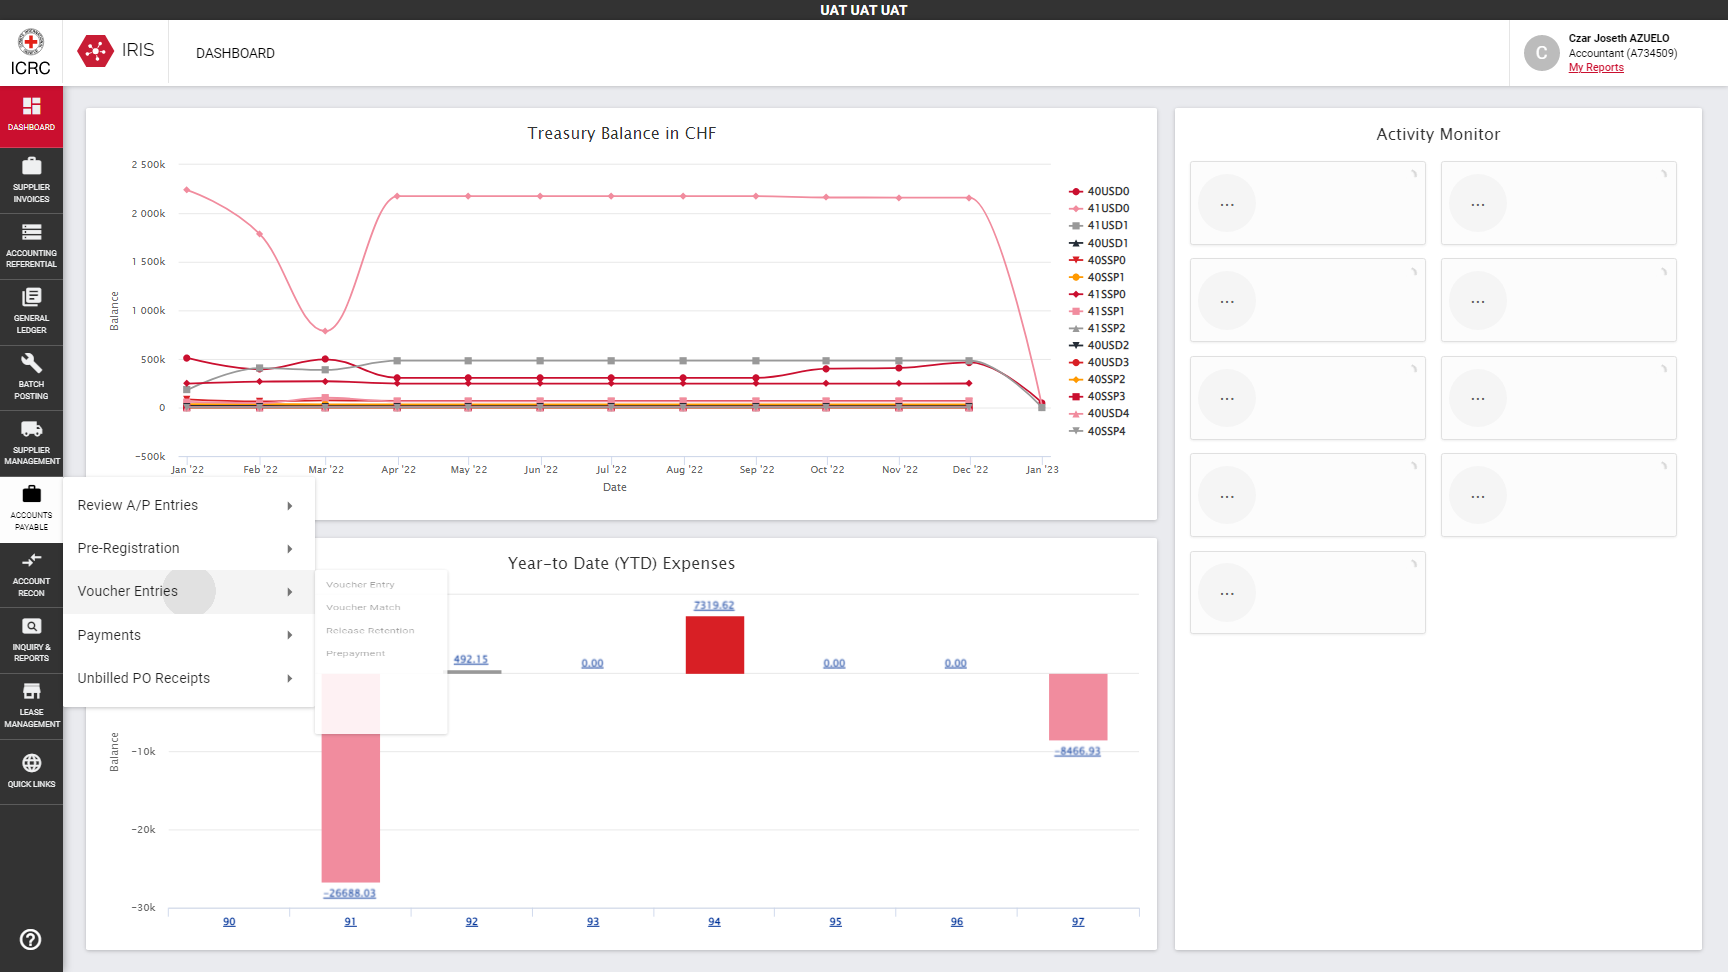 UAT UAT UAT
ICRC
IRIS
DASHBOARD
C
Czar Joseth AZUELO
Accountant (A734509)
My Reports
DASHBOARD
SUPPLIER
INVOICES
ACCOUNTING
REFERENTIAL
GENERAL
LEDGER
BATCH
POSTING
SUPPLIER
MANAGEMENT
ACCOUNTS
PAYABLE
ACCOUNT
RECON
INQUIRY &
REPORTS
LEASE
MANAGEMENT
QUICK LINKS
Review A/P Entries
Pre-Registration
Voucher Entries
Payments
Unbilled PO Receipts
Voucher Entry
Voucher Match
Release Retention
Prepayment
Treasury Balance in CHF
Balance
2 500k
2 000k
1 500k
1 000k
500k
0
−500k
Jan '22
Feb '22
Mar '22
Apr '22
May '22
Jun '22
Jul '22
Aug '22
Sep '22
Oct '22
Nov '22
Dec '22
Jan '23
Date
40USD0
41USD0
41USD1
40USD1
40SSP0
40SSP1
41SSP0
41SSP1
41SSP2
40USD2
40USD3
40SSP2
40SSP3
40USD4
40SSP4
Year-to Date (YTD) Expenses
Balance
−10k
−20k
−30k
-26688.03
492.15
0.00
7319.62
0.00
0.00
-8466.93
90
91
92
93
94
95
96
97
Activity Monitor
...
...
...
...
...
...
...
...
...